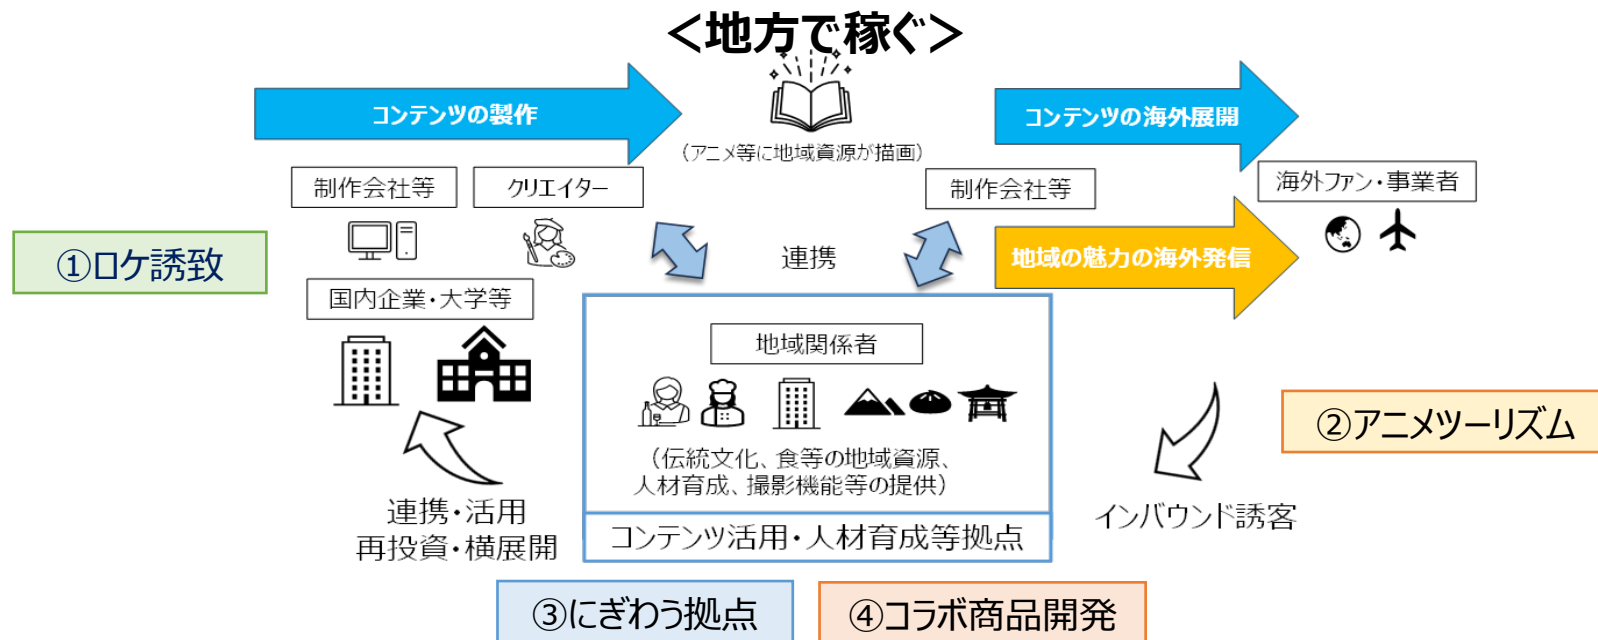 ＜地方で稼ぐ＞
コンテンツの製作
コンテンツの海外展開
（アニメ等に地域資源が描画）
制作会社等
クリエイター
制作会社等
海外ファン・事業者
①ロケ誘致
連携
地域の魅力の海外発信
国内企業・大学等
地域関係者
②アニメツーリズム
（伝統文化、食等の地域資源、
人材育成、撮影機能等の提供）
連携・活用
再投資・横展開
インバウンド誘客
コンテンツ活用・人材育成等拠点
③にぎわう拠点
④コラボ商品開発